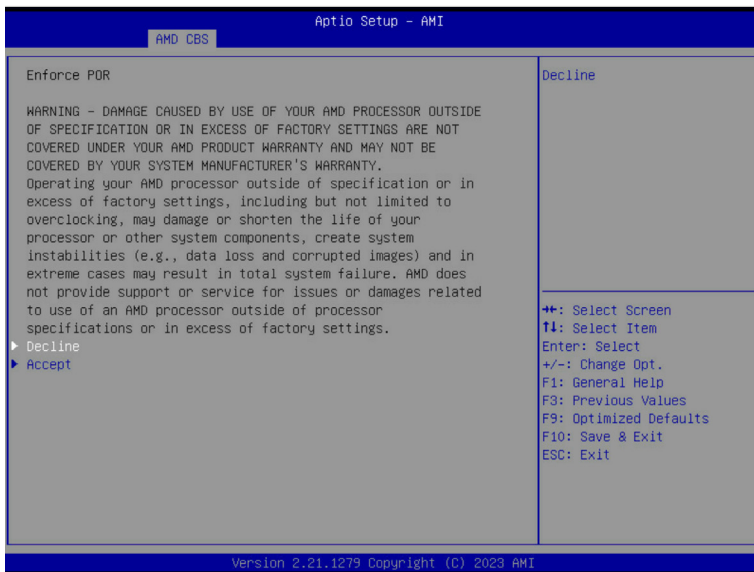 Aptio Setup – AMI
AMD CBS
Enforce POR
WARNING - DAMAGE CAUSED BY USE OF YOUR AMD PROCESSOR OUTSIDE
OF SPECIFICATION OR IN EXCESS OF FACTORY SETTINGS ARE NOT
COVERED UNDER YOUR AMD PRODUCT WARRANTY AND MAY NOT BE
COVERED BY YOUR SYSTEM MANUFACTURER'S WARRANTY.
Operating your AMD processor outside of specification or in
excess of factory settings, including but not limited to
overclocking, may damage or shorten the life of your
processor or other system components, create system
instabilities (e.g., data loss and corrupted images) and in
extreme cases may result in total system failure. AMD does
not provide support or service for issues or damages related
to use of an AMD processor outside of processor
specifications or in excess of factory settings.
Decline
Accept
Decline
→←: Select Screen
↑↓: Select Item
Enter: Select
+/-: Change Opt.
F1: General Help
F3: Previous Values
F9: Optimized Defaults
F10: Save & Exit
ESC: Exit
Version 2.21.1279 Copyright (C) 2023 AMI